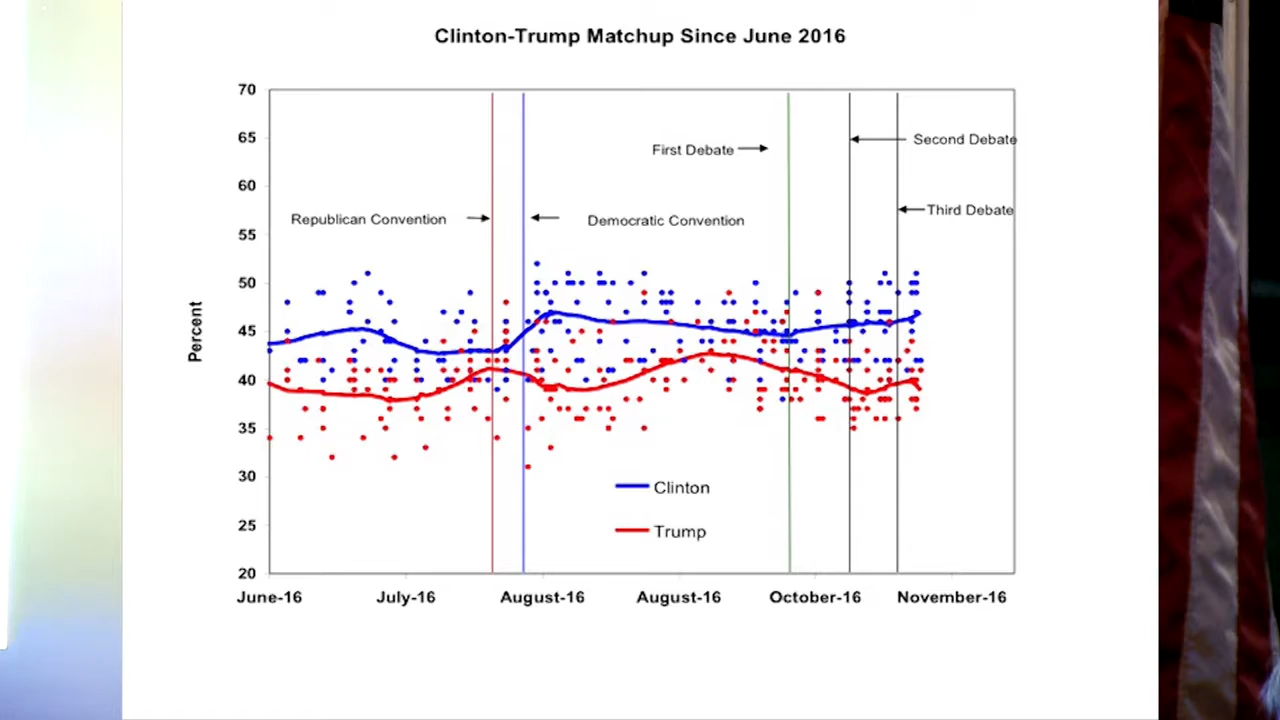 Clinton-Trump Matchup Since June 2016
70
65
60
55
50
45
40
35
30
25
20
Percent
First Debate
Second Debate
Third Debate
Republican Convention
Democratic Convention
Clinton
Trump
June-16 July-16 August-16 August-16 October-16 November-16